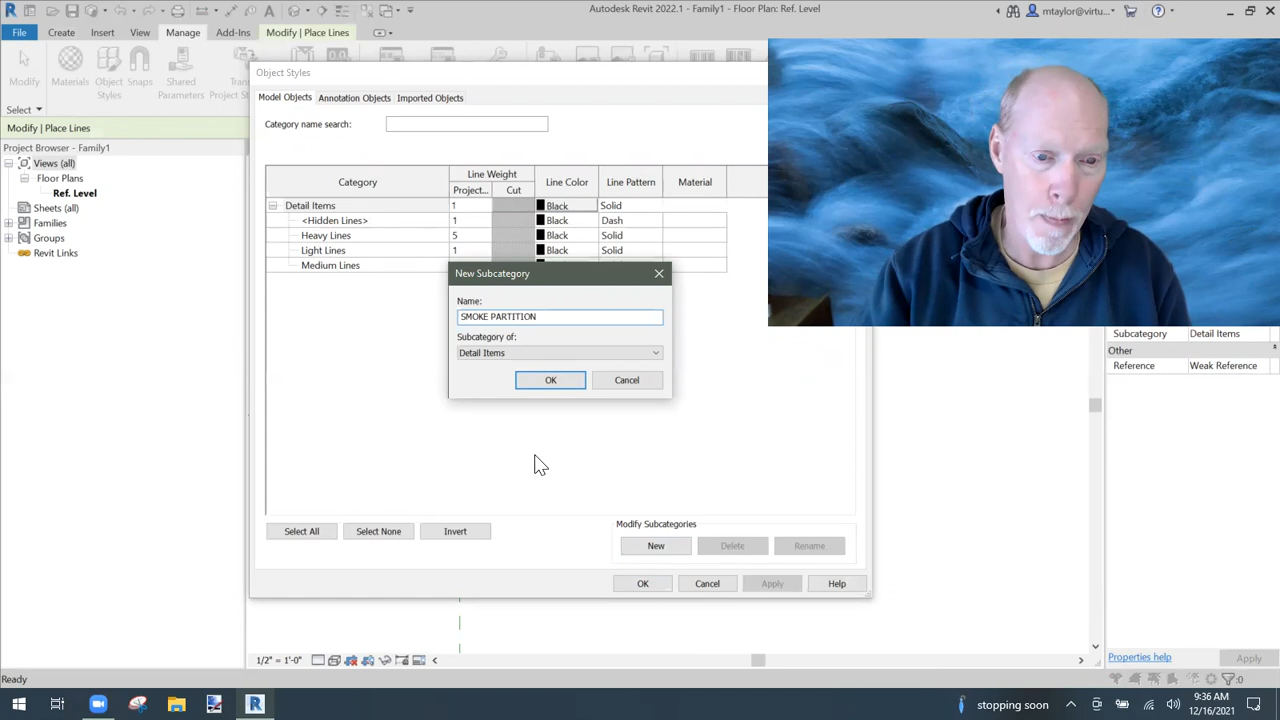 Autodesk Revit 2022.1 - Family1 - Floor Plan: Ref. Level
mtaylor@virtu...
File Create Insert View Manage Add-Ins Modify | Place Lines
Modify Materials Object Styles Snaps Shared Parameters
Select
Modify | Place Lines
Project Browser - Family1
Views (all)
Floor Plans
Ref. Level
Sheets (all)
Families
Groups
Revit Links
Object Styles
Model Objects Annotation Objects Imported Objects
Category name search:
Category Line Weight Line Color Line Pattern Material
Project... Cut
Detail Items 1 Black Solid
<Hidden Lines> 1 Black Dash
Heavy Lines 5 Black Solid
Light Lines 1 Black Solid
Medium Lines
New Subcategory
Name:
SMOKE PARTITION
Subcategory of:
Detail Items
OK Cancel
Select All Select None Invert
Modify Subcategories
New Delete Rename
OK Cancel Apply Help
Subcategory Detail Items
Other
Reference Weak Reference
Properties help Apply
1/2" = 1'-0"
Ready
:0
stopping soon
9:36 AM
12/16/2021